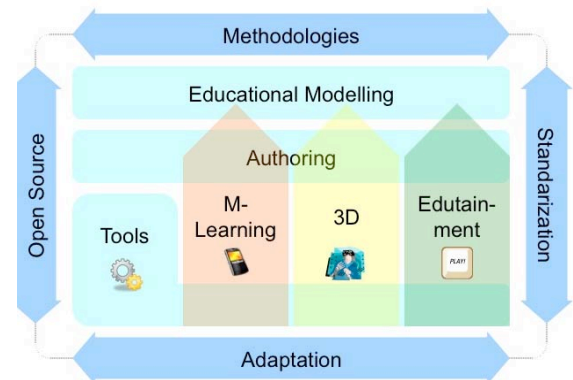 Methodologies
Educational Modelling
Authoring
Open Source
Standarization
Tools
M-
Learning
3D
Edutain-
ment
PLAY!
Adaptation